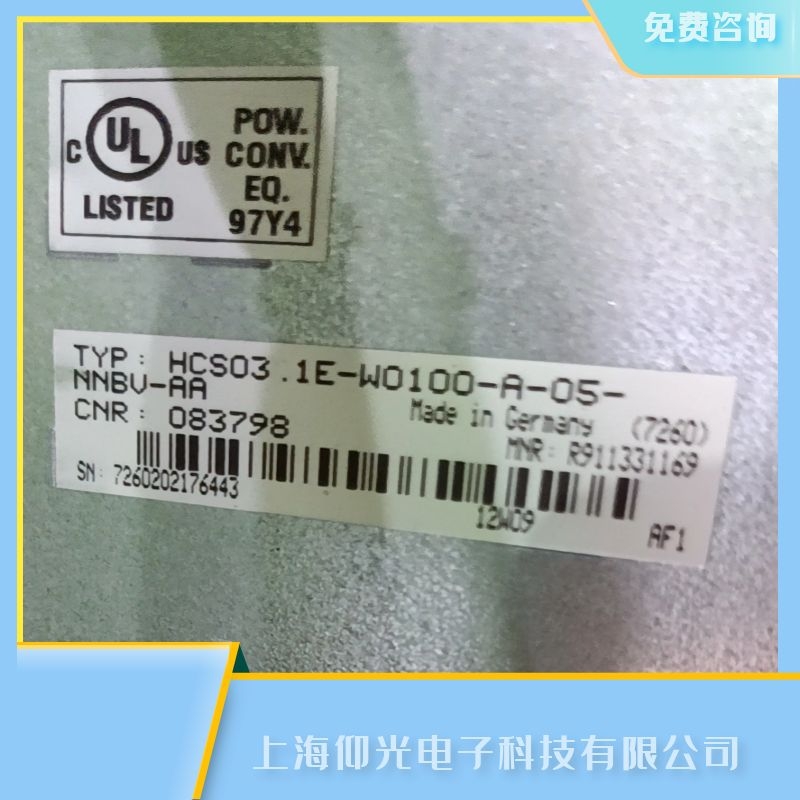 免费咨询
C UL US
LISTED
POW.
CONV.
EQ.
97Y4
TYP: HCS03.1E-W0100-A-05-
NNBV-AA
Made in Germany (7260)
CNR: 083798
MNR: R911331169
SN: 7260202176443
12W09
AF1
上海仰光电子科技有限公司